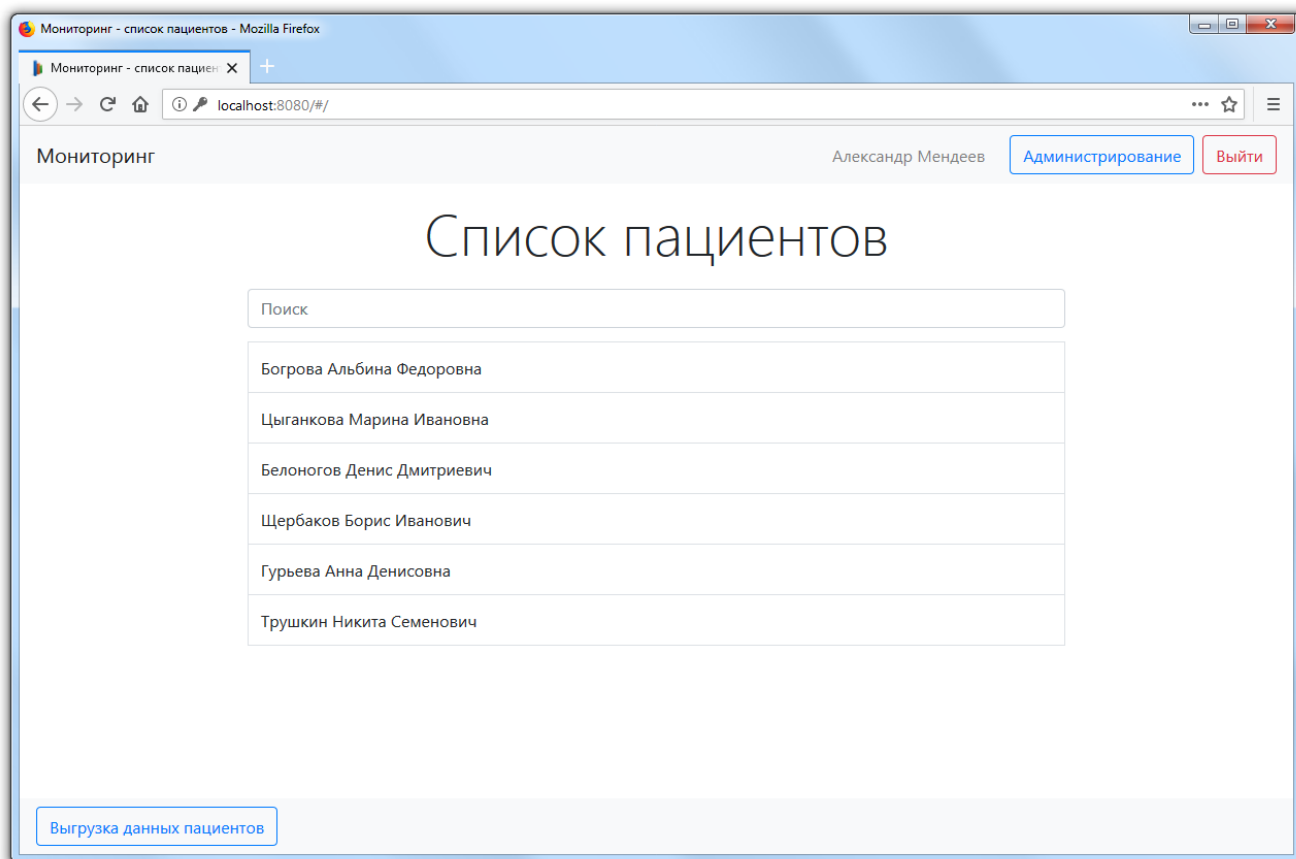 Мониторинг - список пациентов - Mozilla Firefox
Мониторинг - список пациен
localhost:8080/#/
Мониторинг
Александр Мендеев
Администрирование
Выйти
Список пациентов
Поиск
Богрова Альбина Федоровна
Цыганкова Марина Ивановна
Белоногов Денис Дмитриевич
Щербаков Борис Иванович
Гурьева Анна Денисовна
Трушкин Никита Семенович
Выгрузка данных пациентов